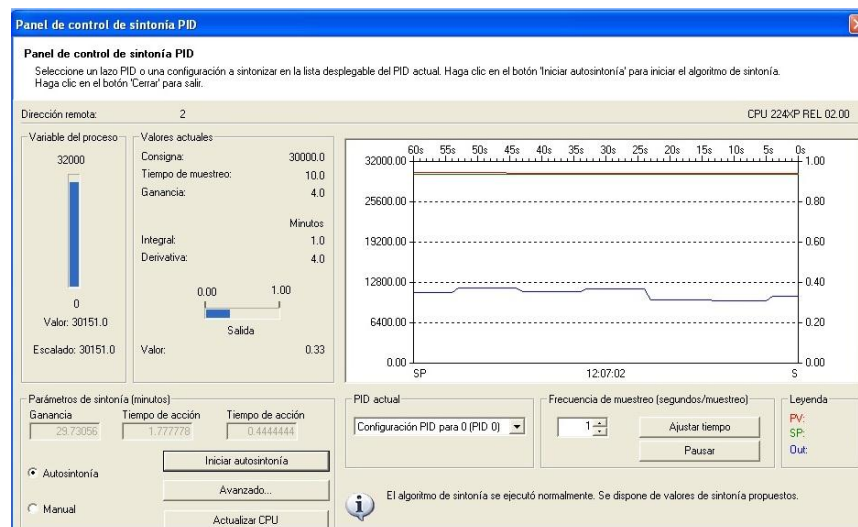 Panel de control de sintonía PID
Panel de control de sintonía PID
Seleccione un lazo PID o una configuración a sintonizar en la lista desplegable del PID actual. Haga clic en el botón 'Iniciar autosintonía' para iniciar el algoritmo de sintonía.
Haga clic en el botón 'Cerrar' para salir.
Dirección remota: 2 CPU 224XP REL 02.00
Variable del proceso
32000
0
Valor: 30151.0
Escalado: 30151.0
Valores actuales
Consigna: 30000.0
Tiempo de muestreo: 10.0
Ganancia: 4.0
Minutos
Integral: 1.0
Derivativa: 4.0
0.00 1.00
Salida
Valor: 0.33
60s 55s 50s 45s 40s 35s 30s 25s 20s 15s 10s 5s 0s
32000.00 1.00
25600.00 0.80
19200.00 0.60
12800.00 0.40
6400.00 0.20
0.00 0.00
SP 12:07:02 S
Parámetros de sintonía (minutos)
Ganancia Tiempo de acción Tiempo de acción
29.73056 1.777778 0.4444444
Autosintonía
Manual
Iniciar autosintonía
Avanzado...
Actualizar CPU
PID actual
Configuración PID para 0 (PID 0)
Frecuencia de muestreo (segundos/muestreo)
1
Ajustar tiempo
Pausar
Leyenda
PV:
SP:
Out:
El algoritmo de sintonía se ejecutó normalmente. Se dispone de valores de sintonía propuestos.